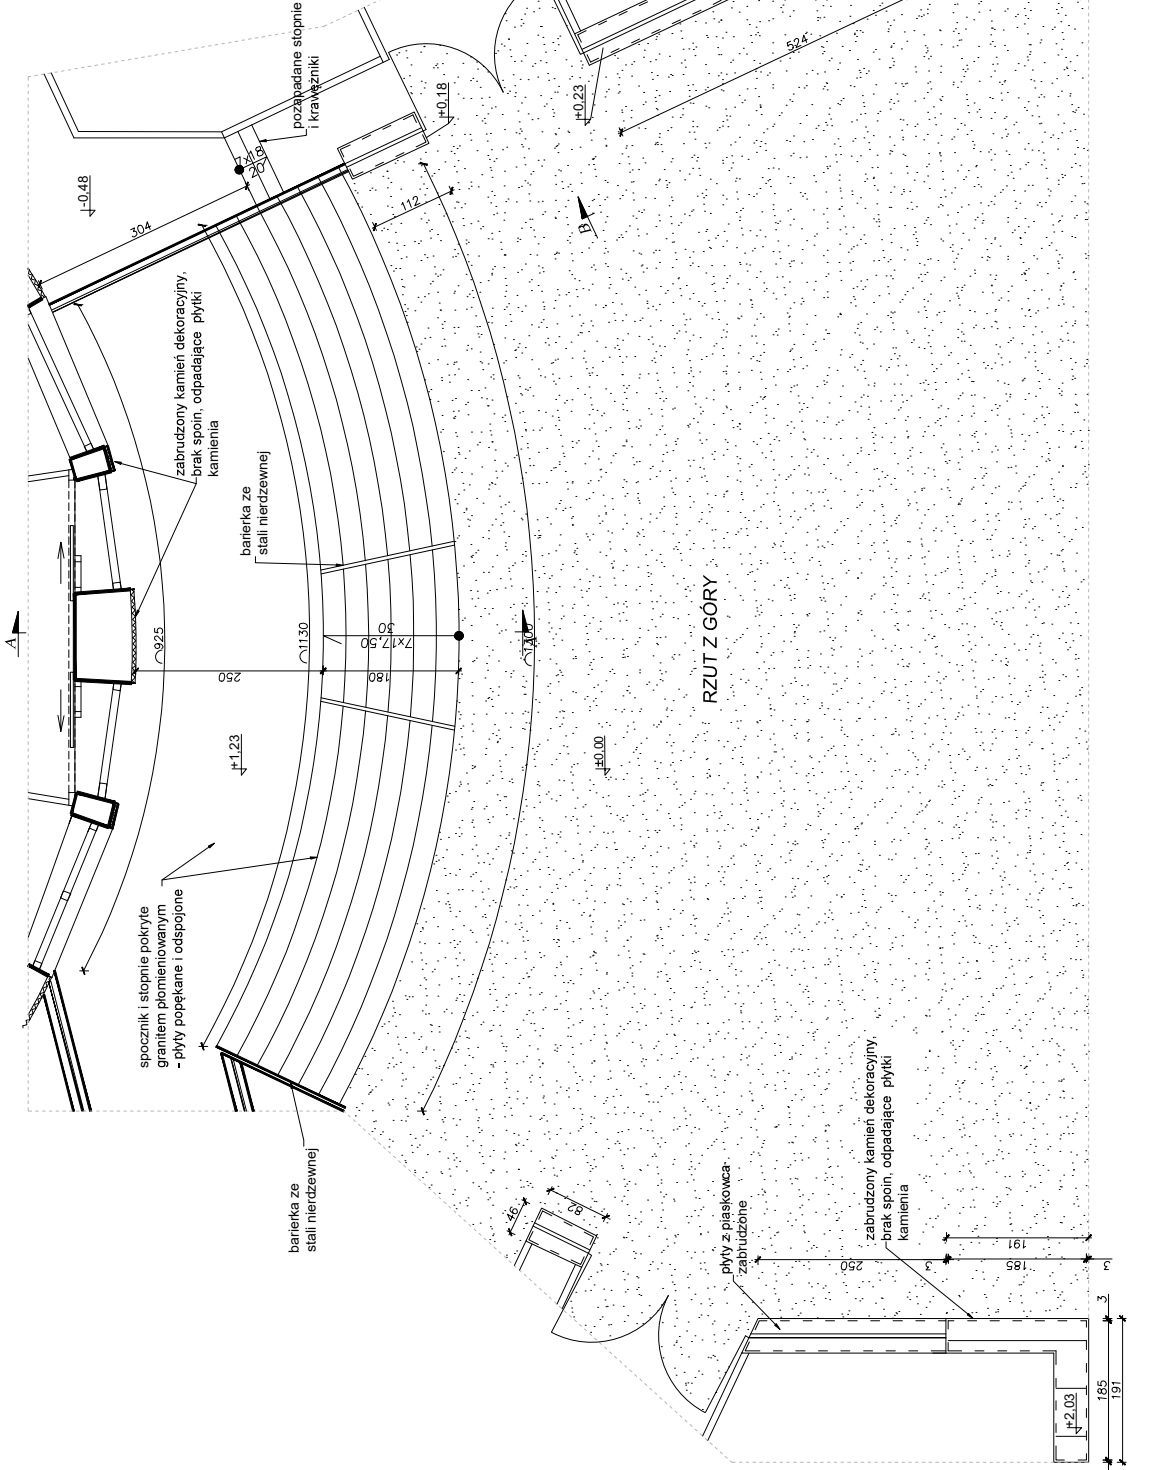 pozapadane stopnie
i krawężniki
+0,18
+0,23
524
-0,48
304
7x18
20
112
B
zabrudzony kamień dekoracyjny,
brak spoin, odpadające płytki
kamienia
barierka ze
stali nierdzewnej
A
925
1130
1300
250
180
7x17,50
30
RZUT Z GÓRY
+1,23
±0.00
spocznik i stopnie pokryte
granitem płomieniowanym
- płyty popękane i odspojone
barierka ze
stali nierdzewnej
46
82
płyty z piaskowca
zabrudzone
zabrudzony kamień dekoracyjny,
brak spoin, odpadające płytki
kamienia
250
3
191
185
3
3
185
191
+2,03